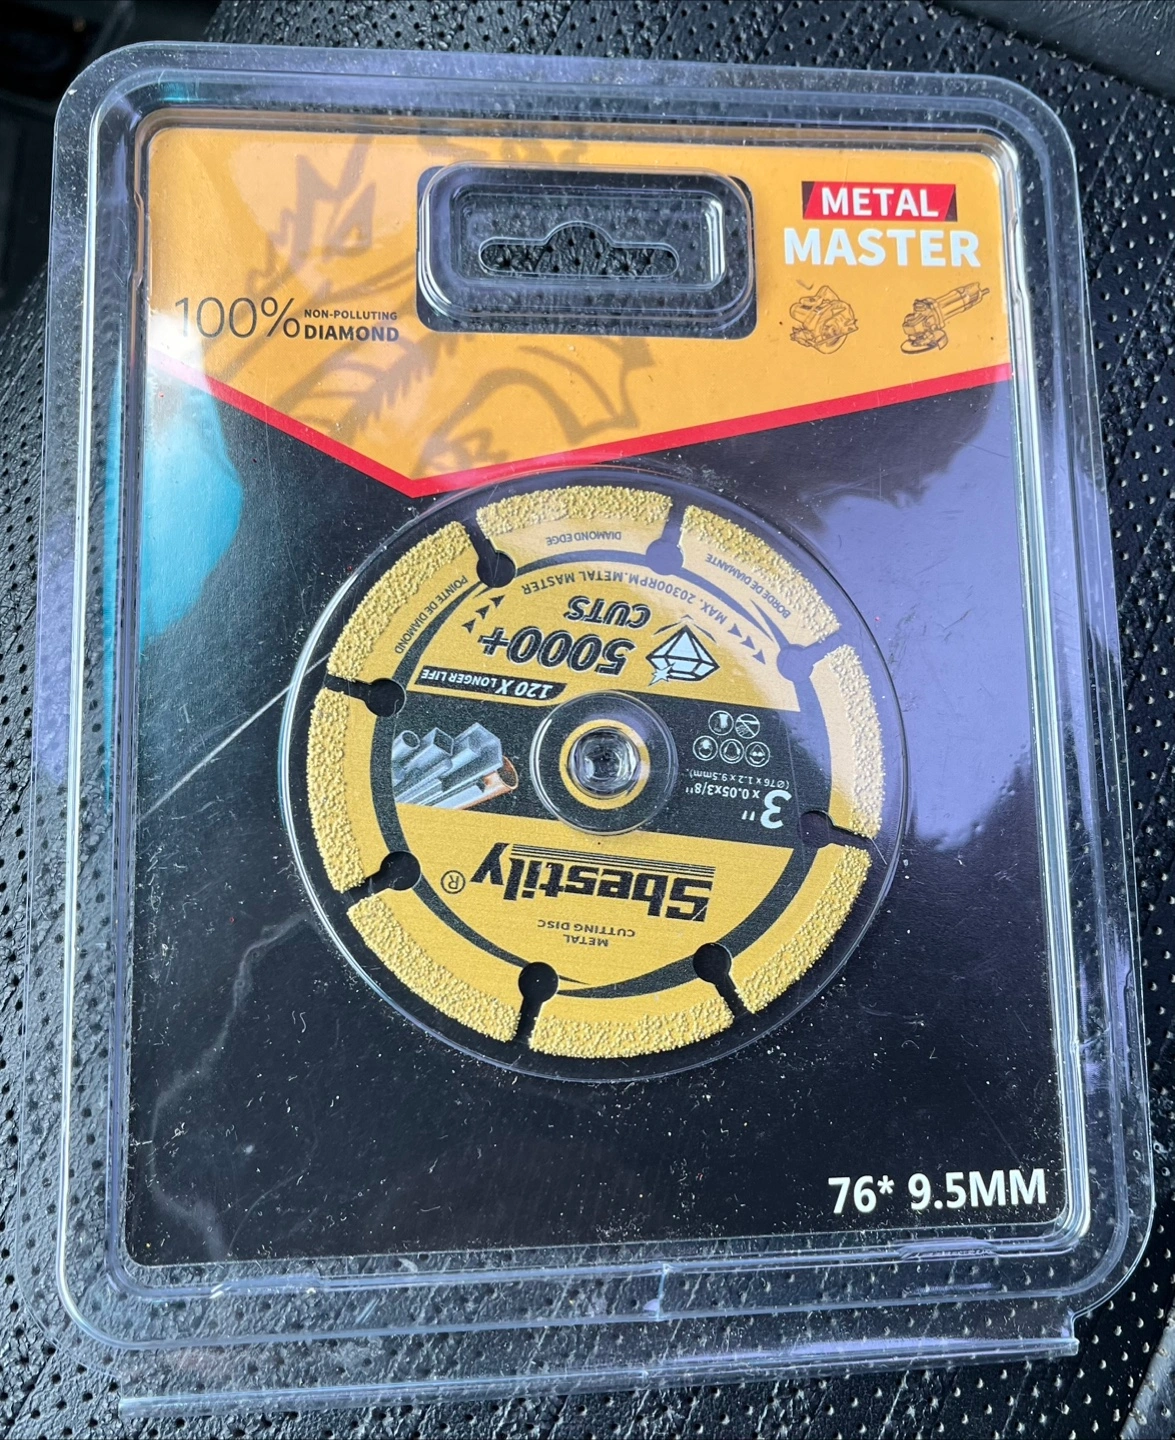 METAL
MASTER
100% NON-POLLUTING
DIAMOND
DIAMOND EDGE
BORDE DE DIAMANTE
POINTE DE DIAMOND
MAX. 20300RPM.METAL MASTER
5000+
CUTS
120 X LONGER LIFE
3"
x 0.05x3/8"
(Ø76 x 1.2 x 9.5mm)
Sbestily®
METAL
CUTTING DISC
76* 9.5MM